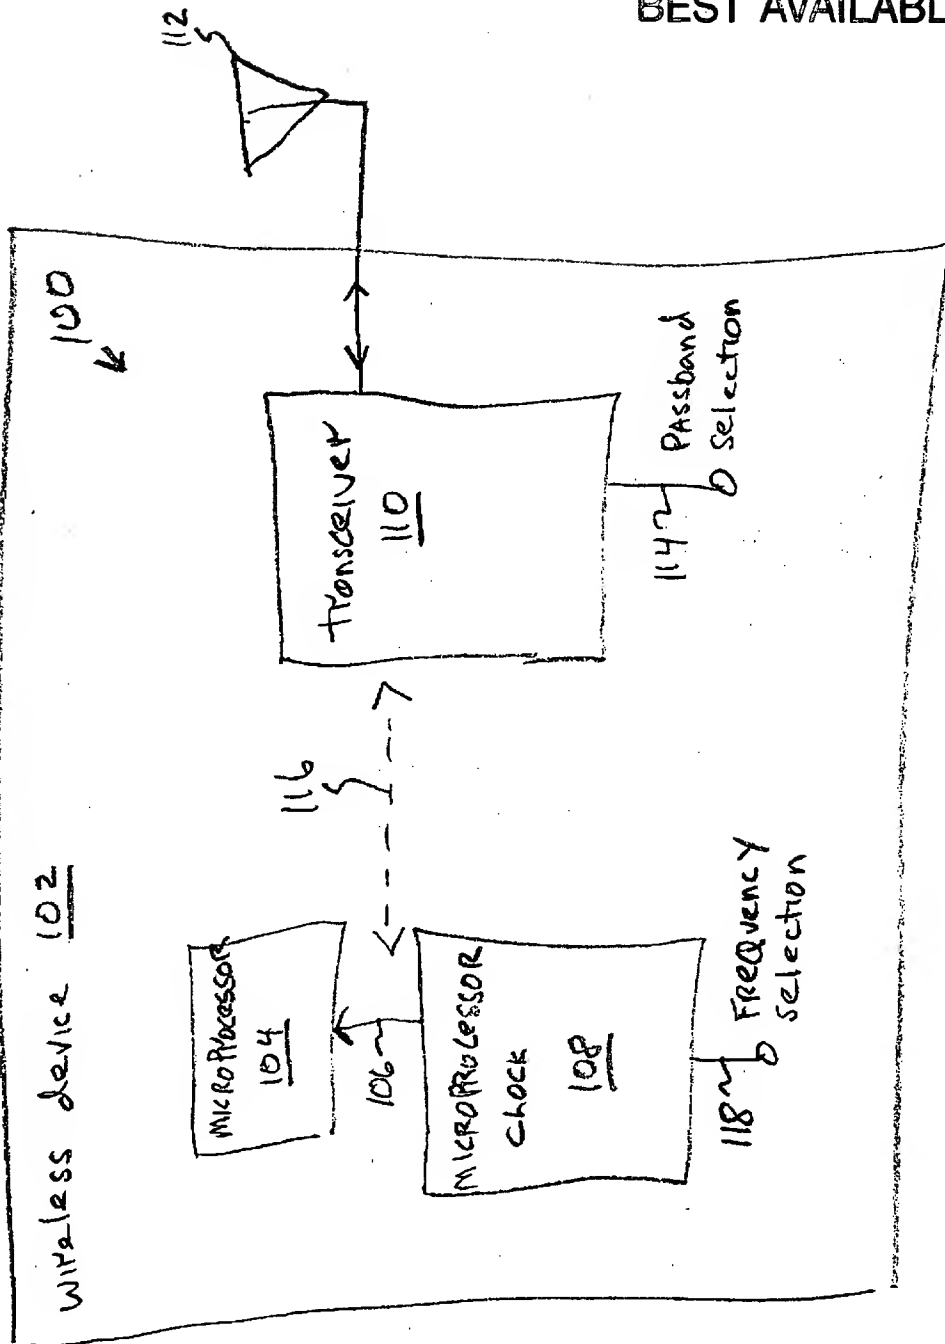 BEST AVAILABL
wireless device 102
100
112
MICROPROCESSOR
104
106
MICROPROCESSOR
CLOCK
108
118
FREQUENCY
Selection
116
transceiver
110
114
PAssband
Selection